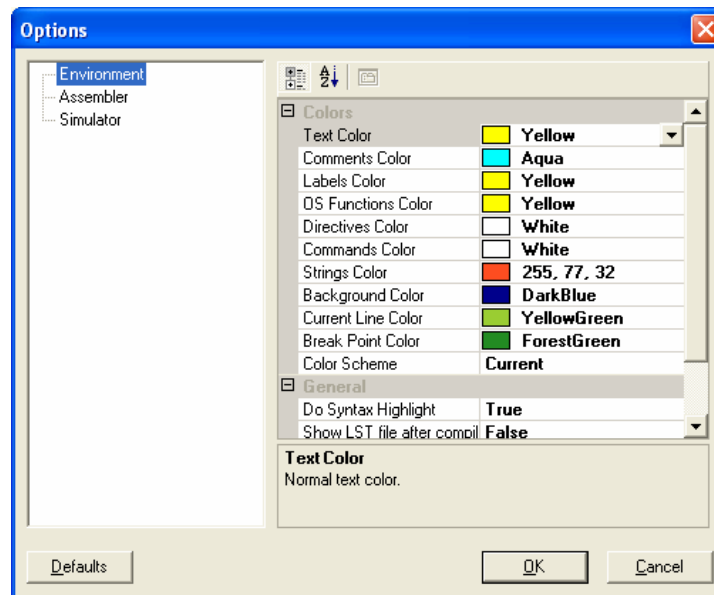 Options
Environment
Assembler
Simulator
Colors
Text Color Yellow
Comments Color Aqua
Labels Color Yellow
OS Functions Color Yellow
Directives Color White
Commands Color White
Strings Color 255, 77, 32
Background Color DarkBlue
Current Line Color YellowGreen
Break Point Color ForestGreen
Color Scheme Current
General
Do Syntax Highlight True
Show LST file after compil False
Text Color
Normal text color.
Defaults OK Cancel